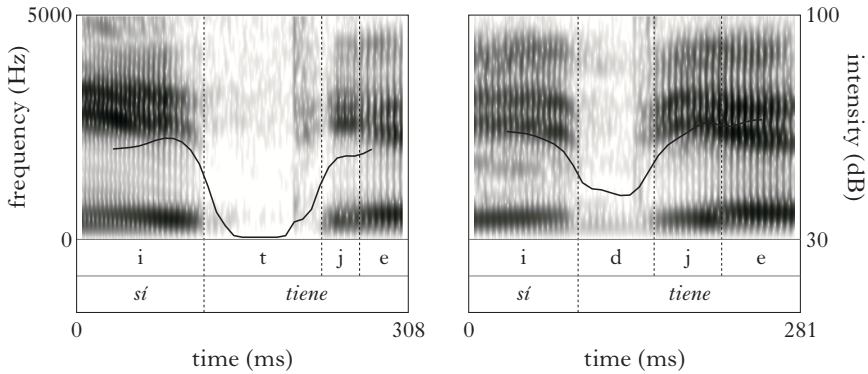 5000
frequency (Hz)
0
i t j e
sí tiene
0 308
time (ms)
100
intensity (dB)
30
i d j e
sí tiene
0 281
time (ms)